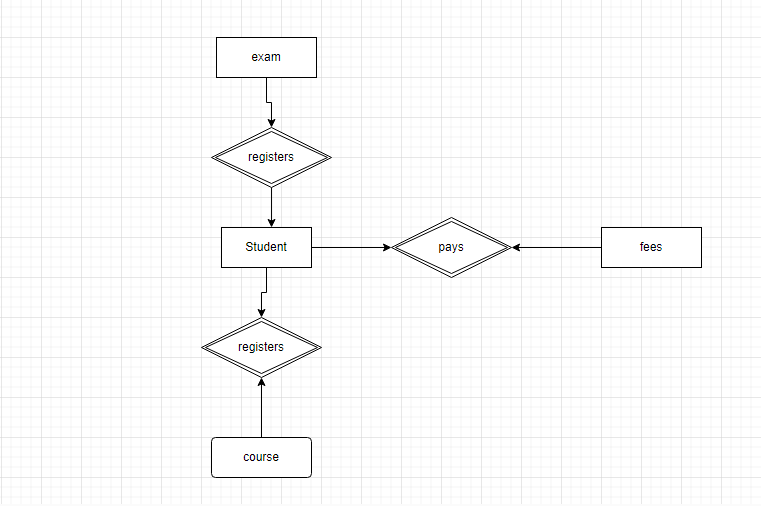 exam
registers
Student
pays
fees
registers
course